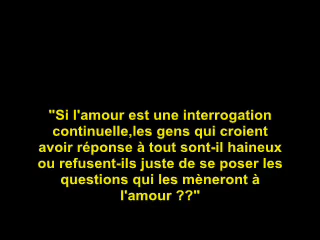 "Si l'amour est une interrogation
continuelle,les gens qui croient
avoir réponse à tout sont-il haineux
ou refusent-ils juste de se poser les
questions qui les mèneront à
l'amour ??"